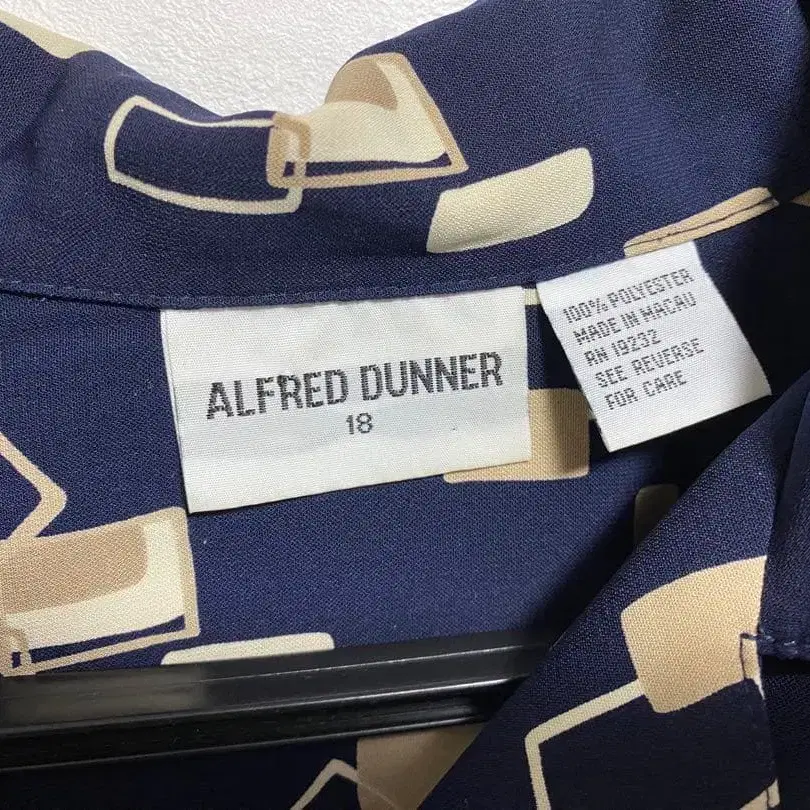 ALFRED DUNNER
18
100% POLYESTER
MADE IN MACAU
RN 19232
SEE REVERSE
FOR CARE